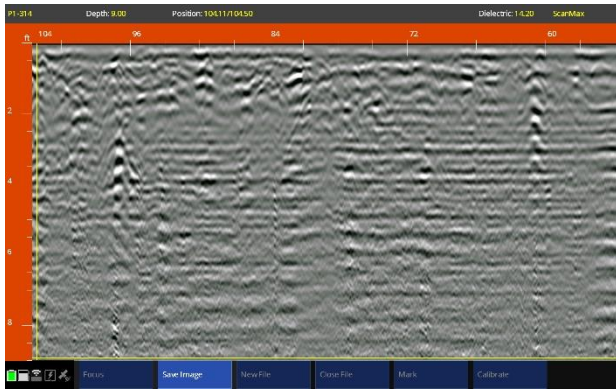 P1-314 Depth: 9.00 Position: 104.11/104.50 Dielectric: 14.20 ScanMax
ft 104 96 84 72 60
2
4
6
8
Focus Save Image New File Close File Mark Calibrate